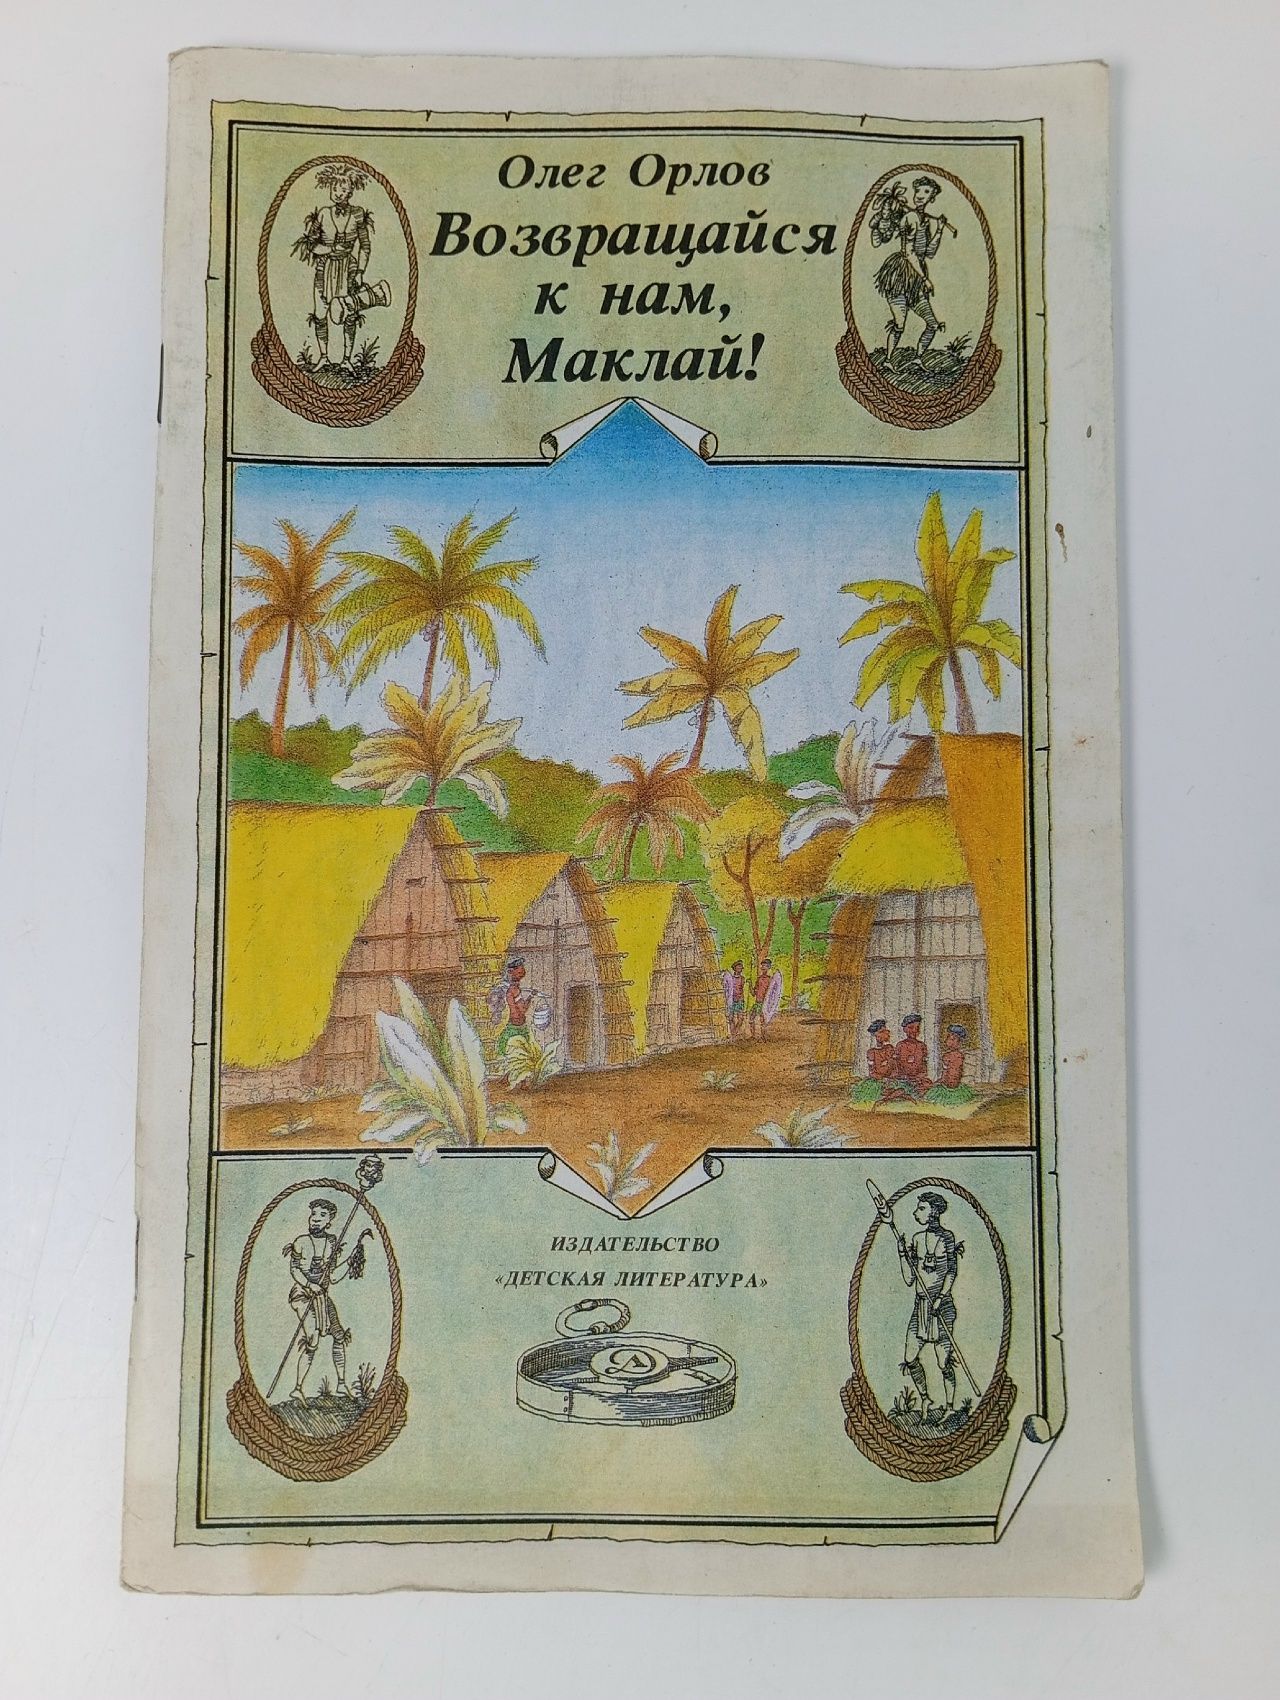 Олег Орлов
Возвращайся
к нам,
Маклай!
ИЗДАТЕЛЬСТВО
«ДЕТСКАЯ ЛИТЕРАТУРА»